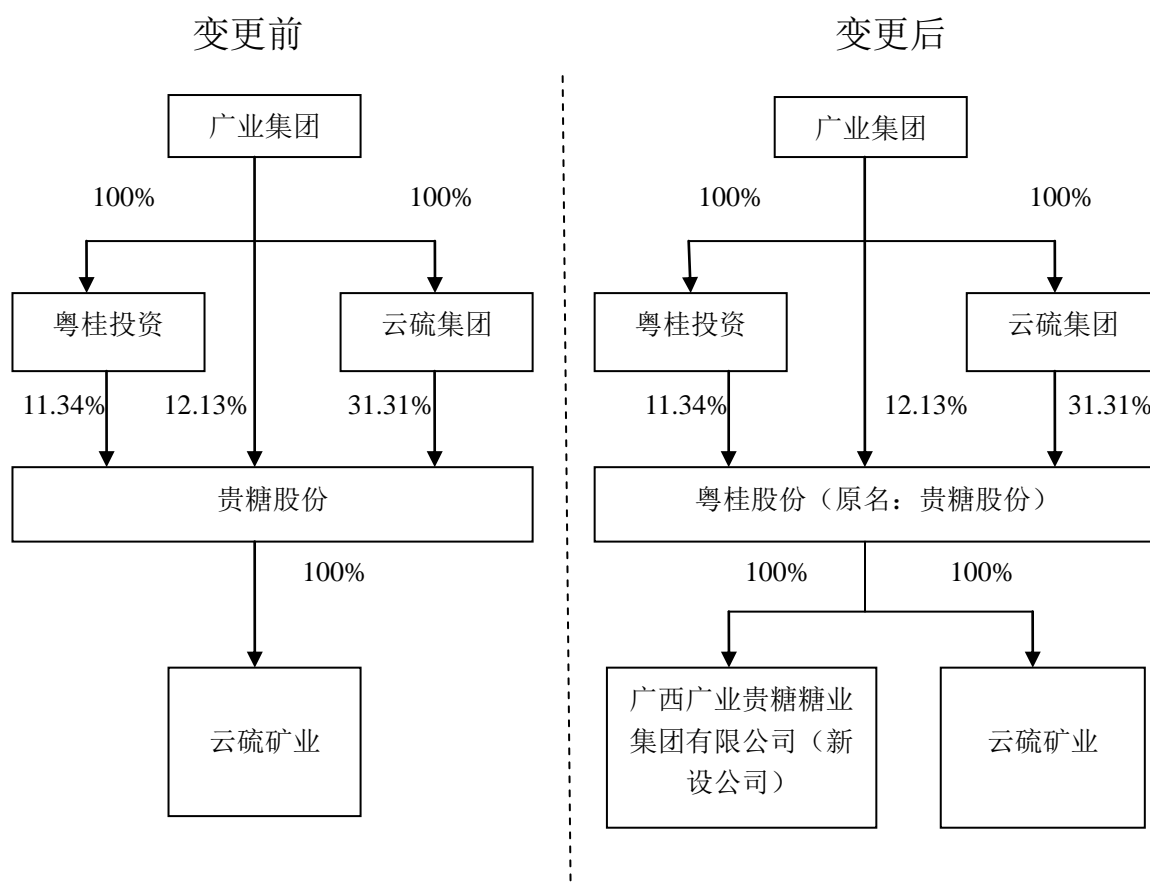 变更前
广业集团
100%
100%
粤桂投资
云硫集团
11.34%
12.13%
31.31%
贵糖股份
100%
云硫矿业
变更后
广业集团
100%
100%
粤桂投资
云硫集团
11.34%
12.13%
31.31%
粤桂股份（原名：贵糖股份）
100%
100%
广西广业贵糖糖业
集团有限公司（新
设公司）
云硫矿业